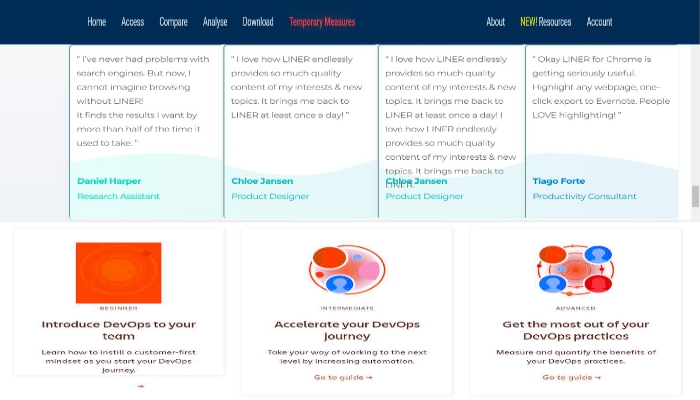 Home Access Compare Analyse Download Temporary Measures About NEW! Resources Account
" I've never had problems with
search engines. But now, I
cannot imagine browsing
without LINER!
It finds the results I want by
more than half of the time it
used to take. "
Daniel Harper
Research Assistant
" I love how LINER endlessly
provides so much quality
content of my interests & new
topics. It brings me back to
LINER at least once a day! "
Chloe Jansen
Product Designer
" I love how LINER endlessly
provides so much quality
content of my interests & new
topics. It brings me back to
LINER at least once a day! I
love how LINER endlessly
provides so much quality
content of my interests & new
topics. It brings me back to
LINER.
Chloe Jansen
Product Designer
" Okay LINER for Chrome is
getting seriously useful.
Highlight any webpage, one-
click export to Evernote. People
LOVE highlighting! "
Tiago Forte
Productivity Consultant
BEGINNER
Introduce DevOps to your
team
Learn how to instill a customer-first
mindset as you start your DevOps
journey.
→
INTERMEDIATE
Accelerate your DevOps
journey
Take your way of working to the next
level by increasing automation.
Go to guide →
ADVANCED
Get the most out of your
DevOps practices
Measure and quantify the benefits of
your DevOps practices.
Go to guide →